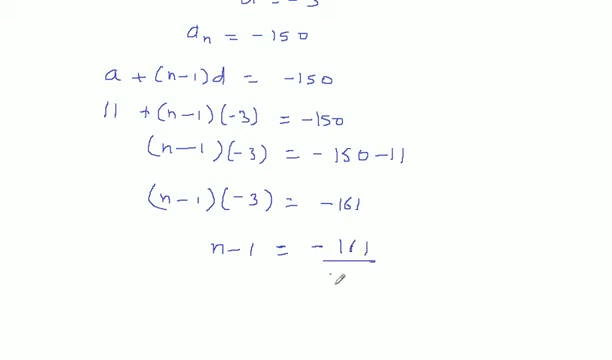 aₙ = -150
a + (n-1)d = -150
11 + (n-1)(-3) = -150
(n-1)(-3) = -150-11
(n-1)(-3) = -161
n-1 = -161